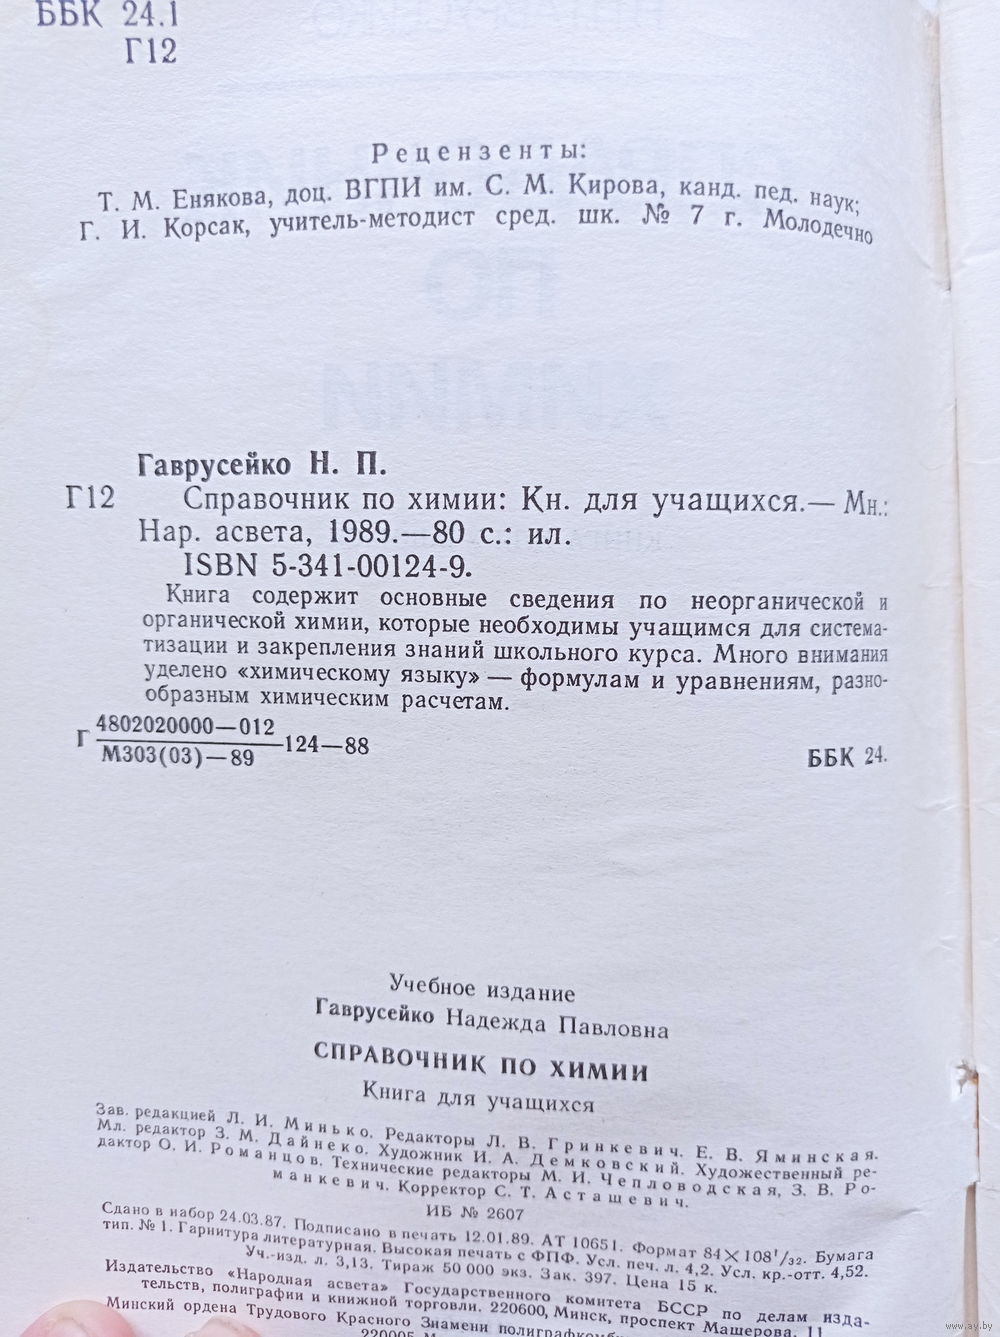 ББК 24.1
Г12
Рецензенты:
Т. М. Енякова, доц. ВГПИ им. С. М. Кирова, канд. пед. наук;
Г. И. Корсак, учитель-методист сред. шк. № 7 г. Молодечно
Гаврусейко Н. П.
Г12 Справочник по химии: Кн. для учащихся.— Мн.:
Нар. асвета, 1989.—80 с.: ил.
ISBN 5-341-00124-9.
Книга содержит основные сведения по неорганической и
органической химии, которые необходимы учащимся для система-
тизации и закрепления знаний школьного курса. Много внимания
уделено «химическому языку» — формулам и уравнениям, разно-
образным химическим расчетам.
Г 4802020000—012
М303(03)—89 124—88
ББК 24.
Учебное издание
Гаврусейко Надежда Павловна
СПРАВОЧНИК ПО ХИМИИ
Книга для учащихся
Зав. редакцией Л. И. Минько. Редакторы Л. В. Гринкевич, Е. В. Яминская.
Мл. редактор З. М. Дайнеко. Художник И. А. Демковский. Художественный ре-
дактор О. И. Романцов. Технические редакторы М. И. Чепловодская, З. В. Ро-
манкевич. Корректор С. Т. Асташевич.
ИБ № 2607
Сдано в набор 24.03.87. Подписано в печать 12.01.89. АТ 10651. Формат 84×108¹/₃₂. Бумага
тип. № 1. Гарнитура литературная. Высокая печать с ФПФ. Усл. печ. л. 4,2. Усл. кр.-отт. 4,52.
Уч.-изд. л. 3,13. Тираж 50 000 экз. Зак. 397. Цена 15 к.
Издательство «Народная асвета» Государственного комитета БССР по делам изда-
тельств, полиграфии и книжной торговли. 220600, Минск, проспект Машерова, 11
Минский ордена Трудового Красного Знамени
220005
www.ay.by